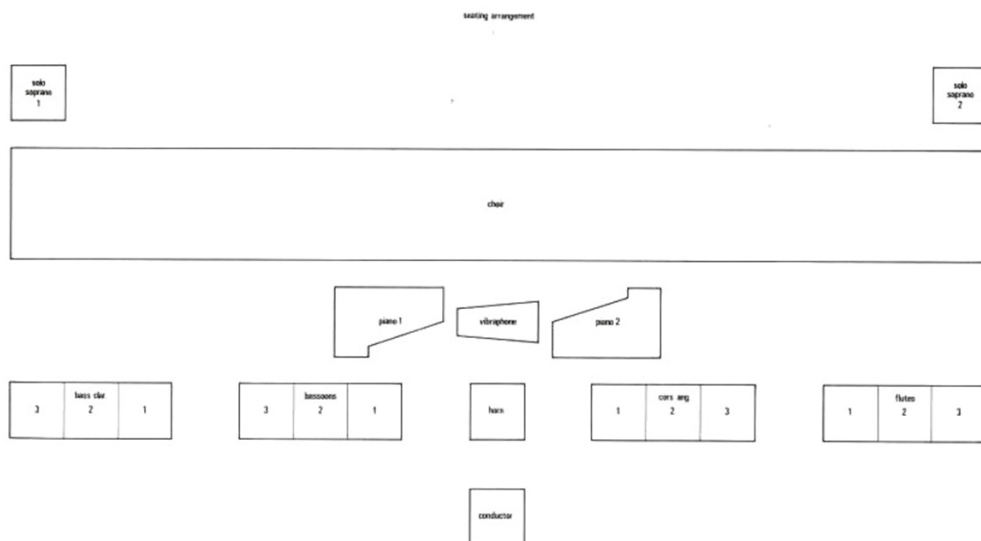 seating arrangement
solo
soprano
1
solo
soprano
2
choir
piano 1
vibraphone
piano 2
bass clar.
3
2
1
bassoons
3
2
1
horn
cors ang
1
2
3
flutes
1
2
3
conductor